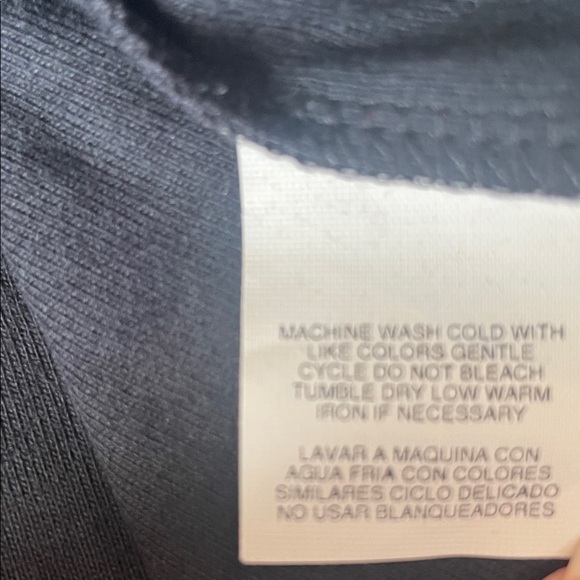 MACHINE WASH COLD WITH
LIKE COLORS GENTLE
CYCLE DO NOT BLEACH
TUMBLE DRY LOW WARM
IRON IF NECESSARY
LAVAR A MAQUINA CON
AGUA FRIA CON COLORES
SIMILARES CICLO DELICADO
NO USAR BLANQUEADORES